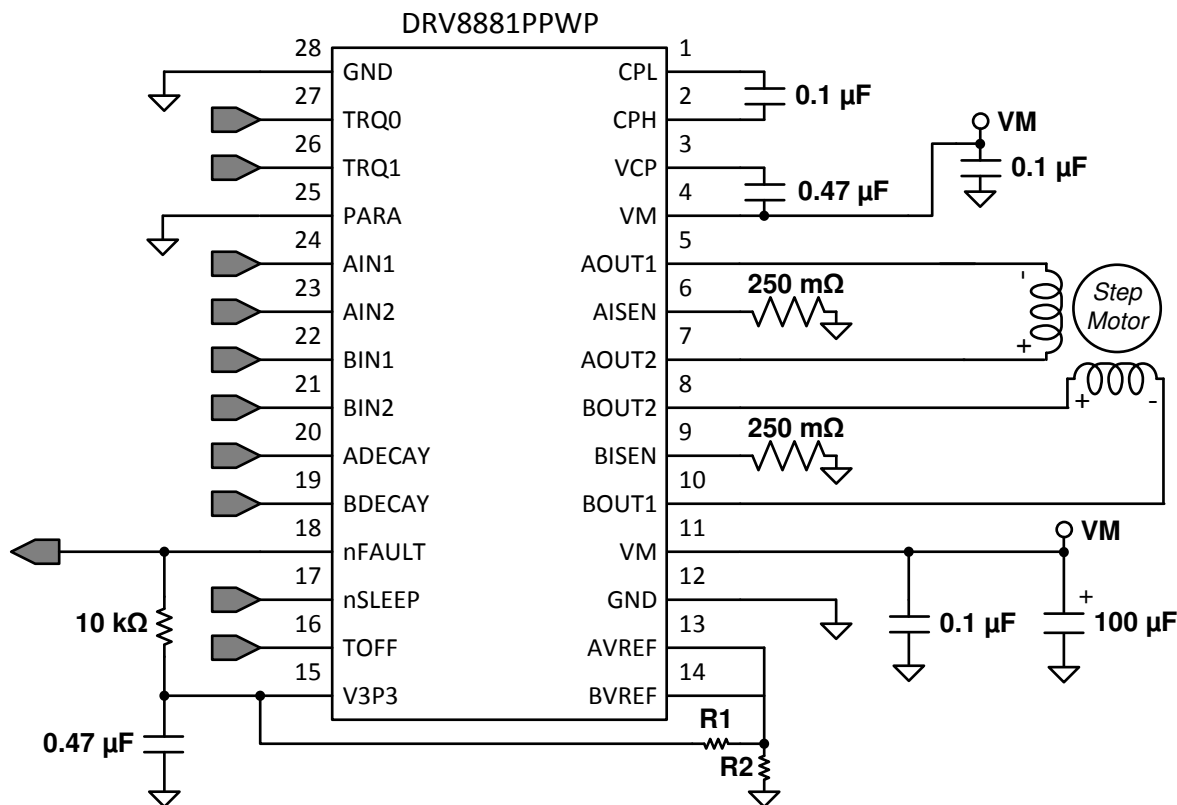 DRV8881PPWP
28 GND CPL 1
27 TRQ0 CPH 2 0.1 µF
26 TRQ1 VCP 3 VM
25 PARA VM 4 0.47 µF 0.1 µF
24 AIN1 AOUT1 5 -
23 AIN2 AISEN 6 250 mΩ Step
22 BIN1 AOUT2 7 + Motor
21 BIN2 BOUT2 8 + -
20 ADECAY BISEN 9 250 mΩ
19 BDECAY BOUT1 10
18 nFAULT VM 11 VM
17 nSLEEP GND 12 +
10 kΩ 16 TOFF AVREF 13 0.1 µF 100 µF
15 V3P3 BVREF 14
0.47 µF R1
R2